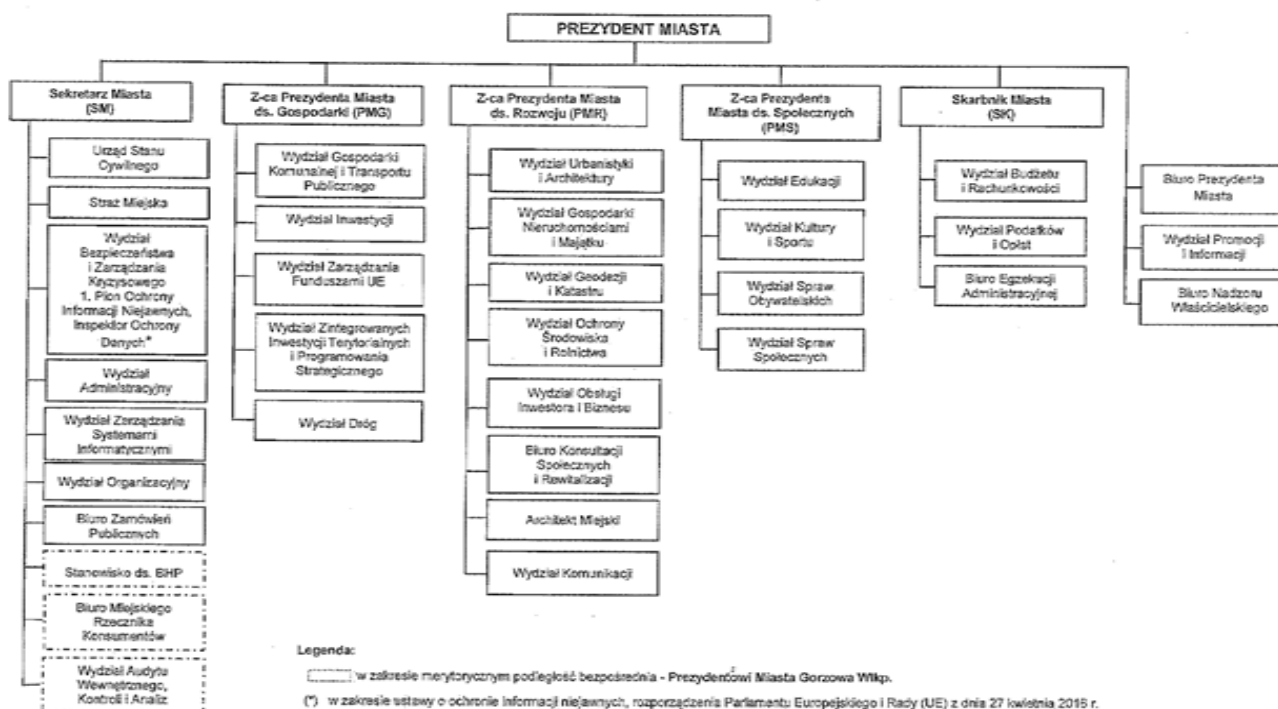 PREZYDENT MIASTA
Sekretarz Miasta
(SM)
Urząd Stanu
Cywilnego
Straż Miejska
Wydział
Bezpieczeństwa
i Zarządzania
Kryzysowego
1. Pion Ochrony
Informacji Niejawnych,
Inspektor Ochrony
Danych*
Wydział
Administracyjny
Wydział Zarządzania
Systemami
Informatycznymi
Wydział Organizacyjny
Biuro Zamówień
Publicznych
Stanowisko ds. BHP
Biuro Miejskiego
Rzecznika
Konsumentów
Wydział Audytu
Wewnętrznego,
Kontroli i Analiz
Z-ca Prezydenta Miasta
ds. Gospodarki (PMG)
Wydział Gospodarki
Komunalnej i Transportu
Publicznego
Wydział Inwestycji
Wydział Zarządzania
Funduszami UE
Wydział Zintegrowanych
Inwestycji Terytorialnych
i Programowania
Strategicznego
Wydział Dróg
Z-ca Prezydenta Miasta
ds. Rozwoju (PMR)
Wydział Urbanistyki
i Architektury
Wydział Gospodarki
Nieruchomościami
i Majątku
Wydział Geodezji
i Katastru
Wydział Ochrony
Środowiska
i Rolnictwa
Wydział Obsługi
Inwestora i Biznesu
Biuro Konsultacji
Społecznych
i Rewitalizacji
Architekt Miejski
Wydział Komunikacji
Z-ca Prezydenta
Miasta ds. Społecznych
(PMS)
Wydział Edukacji
Wydział Kultury
i Sportu
Wydział Spraw
Obywatelskich
Wydział Spraw
Społecznych
Skarbnik Miasta
(SK)
Wydział Budżetu
i Rachunkowości
Wydział Podatków
i Opłat
Biuro Egzekucji
Administracyjnej
Biuro Prezydenta
Miasta
Wydział Promocji
i Informacji
Biuro Nadzoru
Właścicielskiego
Legenda:
w zakresie merytorycznym podległość bezpośrednia - Prezydentowi Miasta Gorzowa Wlkp.
(*) w zakresie ustawy o ochronie informacji niejawnych, rozporządzenia Parlamentu Europejskiego i Rady (UE) z dnia 27 kwietnia 2016 r.